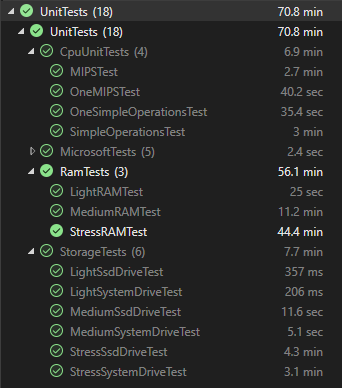 UnitTests (18) 70.8 min
UnitTests (18) 70.8 min
CpuUnitTests (4) 6.9 min
MIPSTest 2.7 min
OneMIPSTest 40.2 sec
OneSimpleOperationsTest 35.4 sec
SimpleOperationsTest 3 min
MicrosoftTests (5) 2.4 sec
RamTests (3) 56.1 min
LightRAMTest 25 sec
MediumRAMTest 11.2 min
StressRAMTest 44.4 min
StorageTests (6) 7.7 min
LightSsdDriveTest 357 ms
LightSystemDriveTest 206 ms
MediumSsdDriveTest 11.6 sec
MediumSystemDriveTest 5.1 sec
StressSsdDriveTest 4.3 min
StressSystemDriveTest 3.1 min